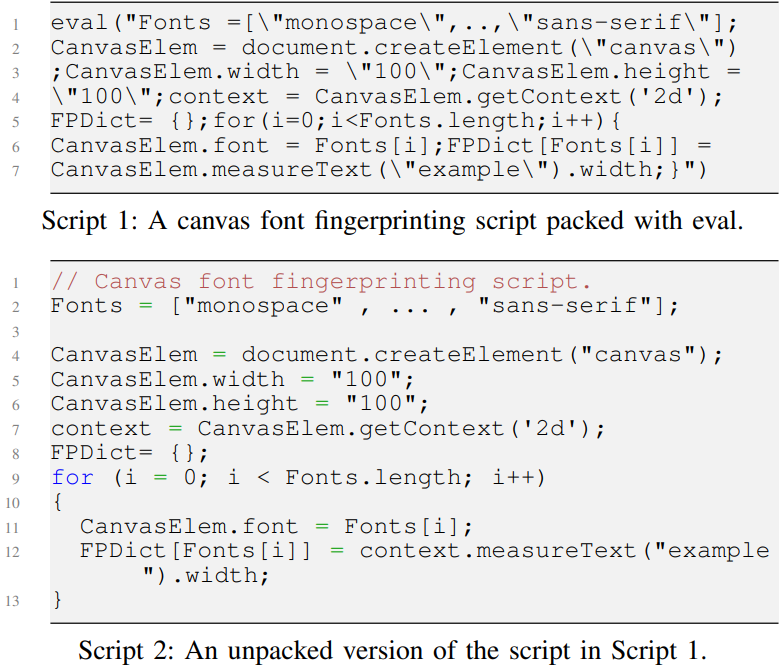 1 eval("Fonts =[\"monospace\",..,\"sans-serif\"];
2 CanvasElem = document.createElement(\"canvas\")
3 ;CanvasElem.width = \"100\";CanvasElem.height =
4 \"100\";context = CanvasElem.getContext('2d');
5 FPDict= {};for(i=0;i<Fonts.length;i++){
6 CanvasElem.font = Fonts[i];FPDict[Fonts[i]] =
7 CanvasElem.measureText(\"example\").width;}")
Script 1: A canvas font fingerprinting script packed with eval.
1 // Canvas font fingerprinting script.
2 Fonts = ["monospace" , ... , "sans-serif"];
3
4 CanvasElem = document.createElement("canvas");
5 CanvasElem.width = "100";
6 CanvasElem.height = "100";
7 context = CanvasElem.getContext('2d');
8 FPDict= {};
9 for (i = 0; i < Fonts.length; i++)
10 {
11 CanvasElem.font = Fonts[i];
12 FPDict[Fonts[i]] = context.measureText("example
").width;
13 }
Script 2: An unpacked version of the script in Script 1.